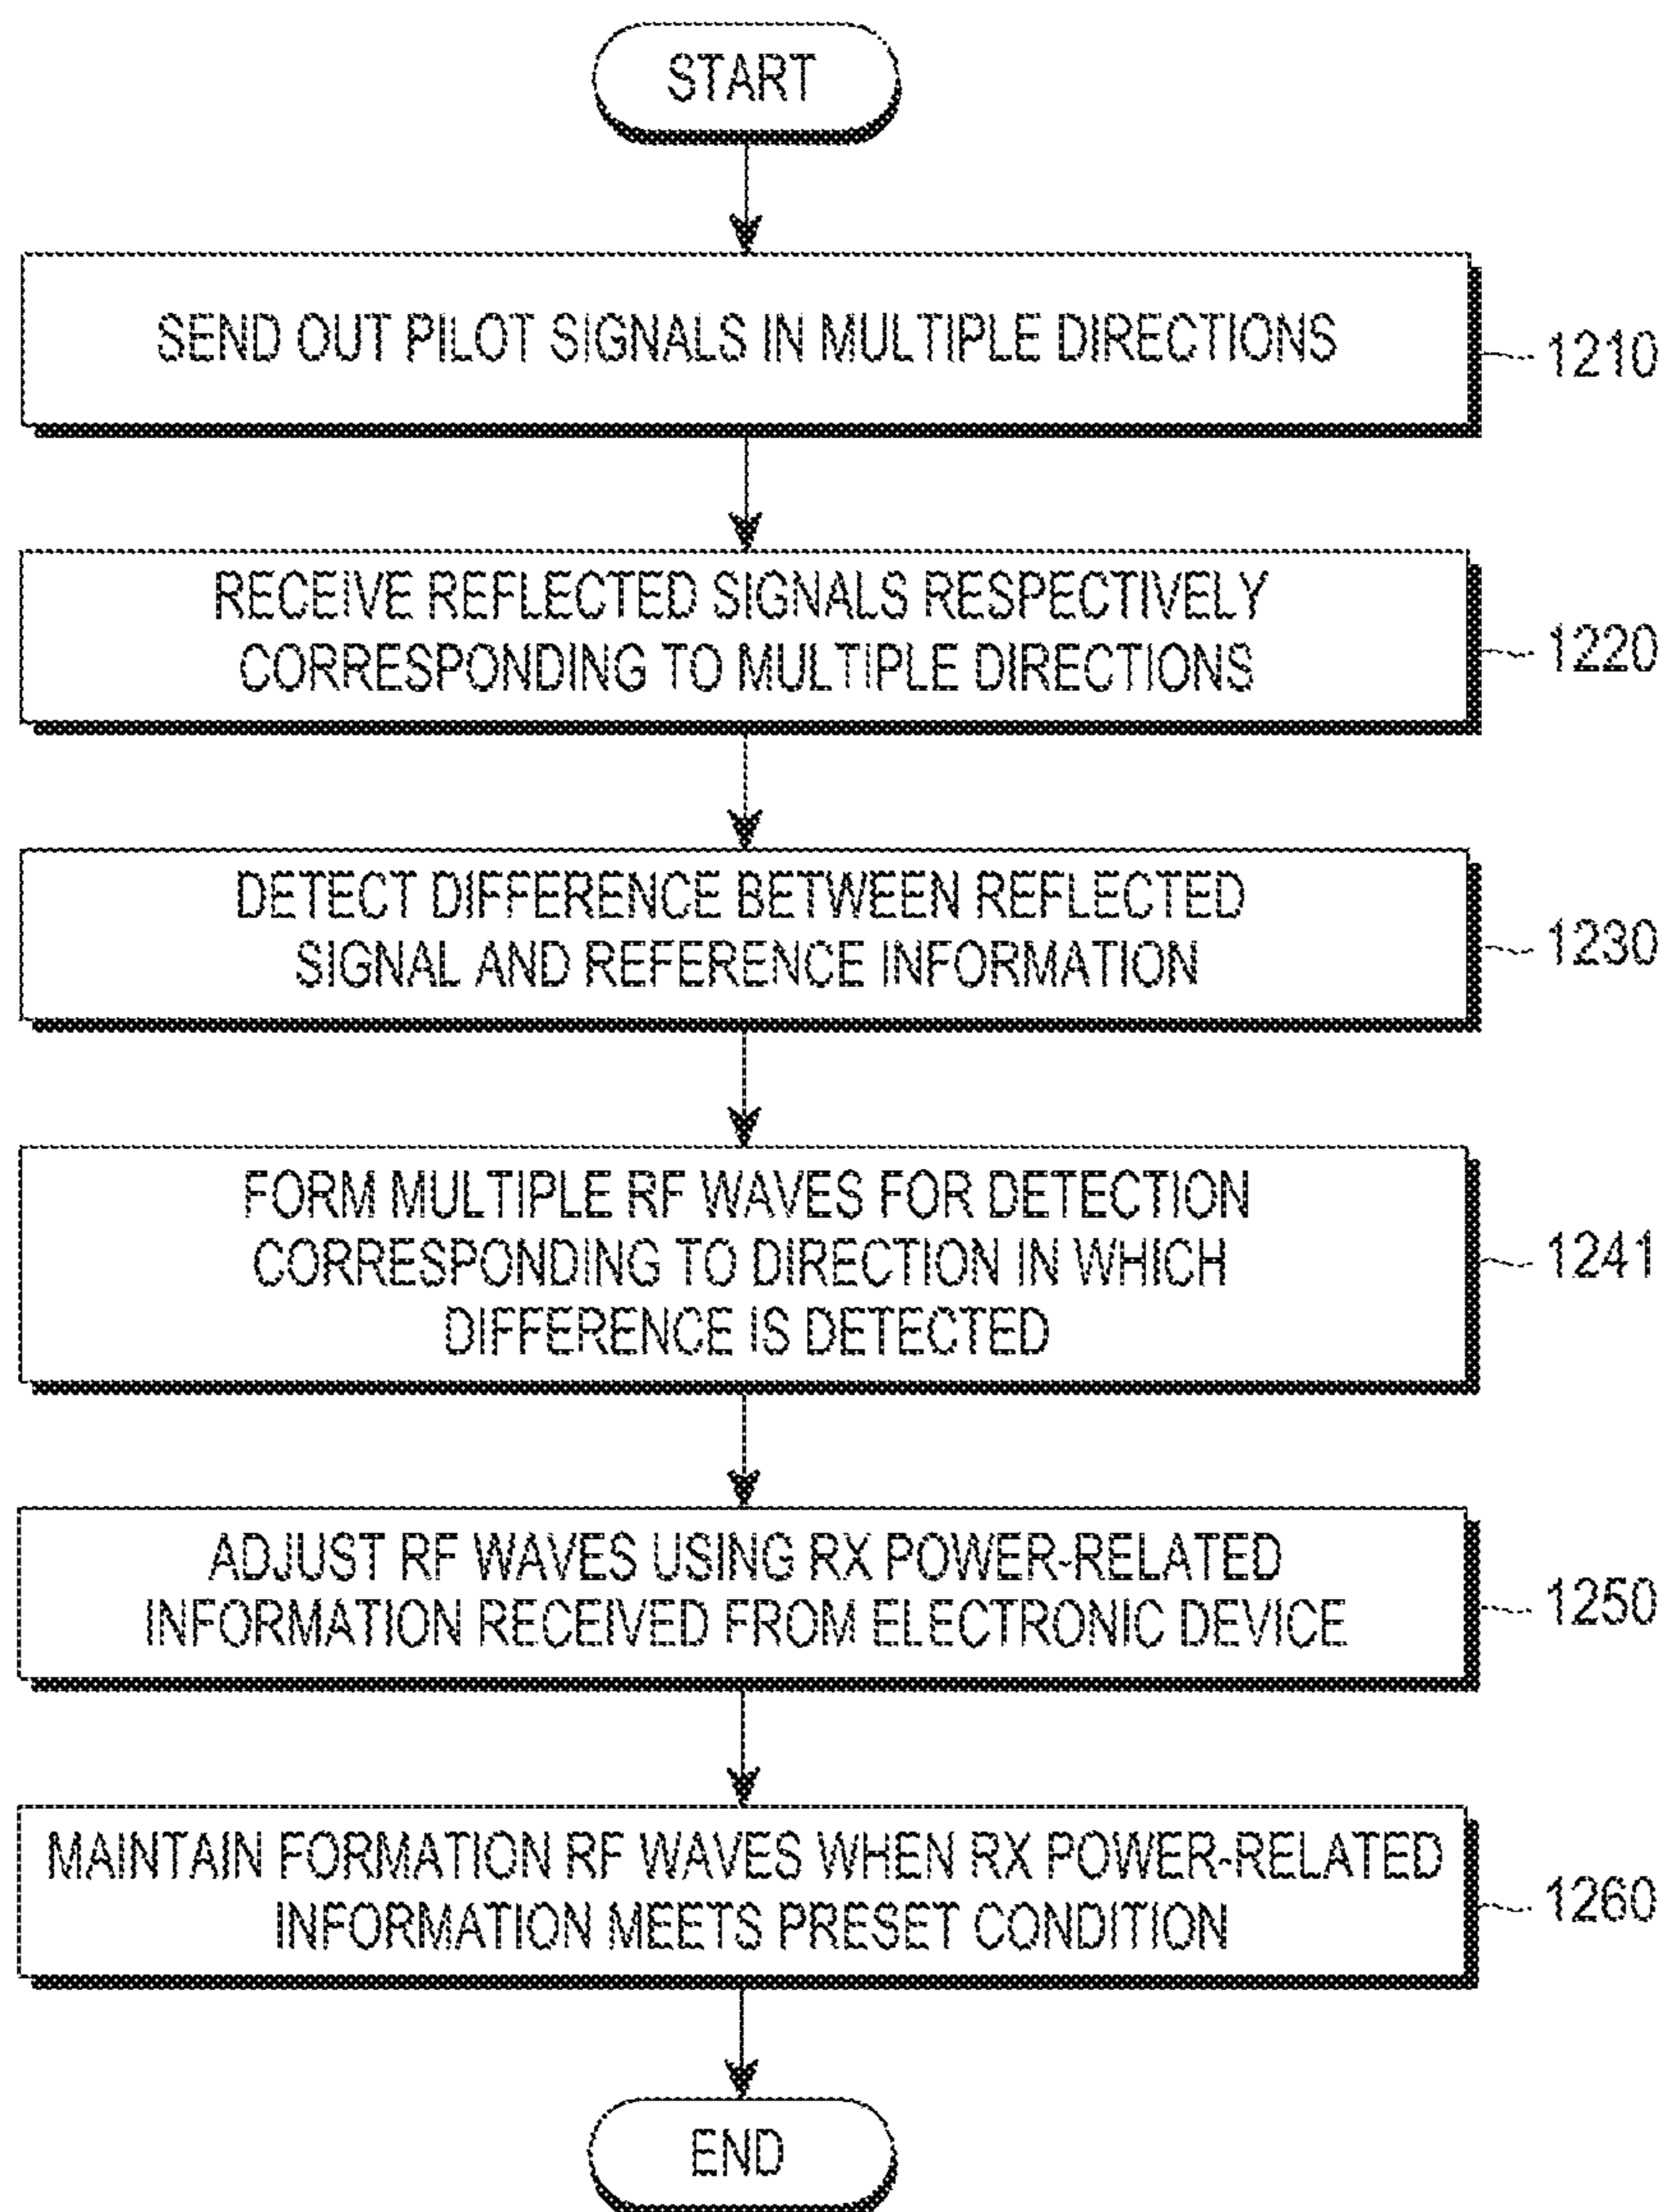 START
SEND OUT PILOT SIGNALS IN MULTIPLE DIRECTIONS
1210
RECEIVE REFLECTED SIGNALS RESPECTIVELY
CORRESPONDING TO MULTIPLE DIRECTIONS
1220
DETECT DIFFERENCE BETWEEN REFLECTED
SIGNAL AND REFERENCE INFORMATION
1230
FORM MULTIPLE RF WAVES FOR DETECTION
CORRESPONDING TO DIRECTION IN WHICH
DIFFERENCE IS DETECTED
1241
ADJUST RF WAVES USING RX POWER-RELATED
INFORMATION RECEIVED FROM ELECTRONIC DEVICE
1250
MAINTAIN FORMATION RF WAVES WHEN RX POWER-RELATED
INFORMATION MEETS PRESET CONDITION
1260
END